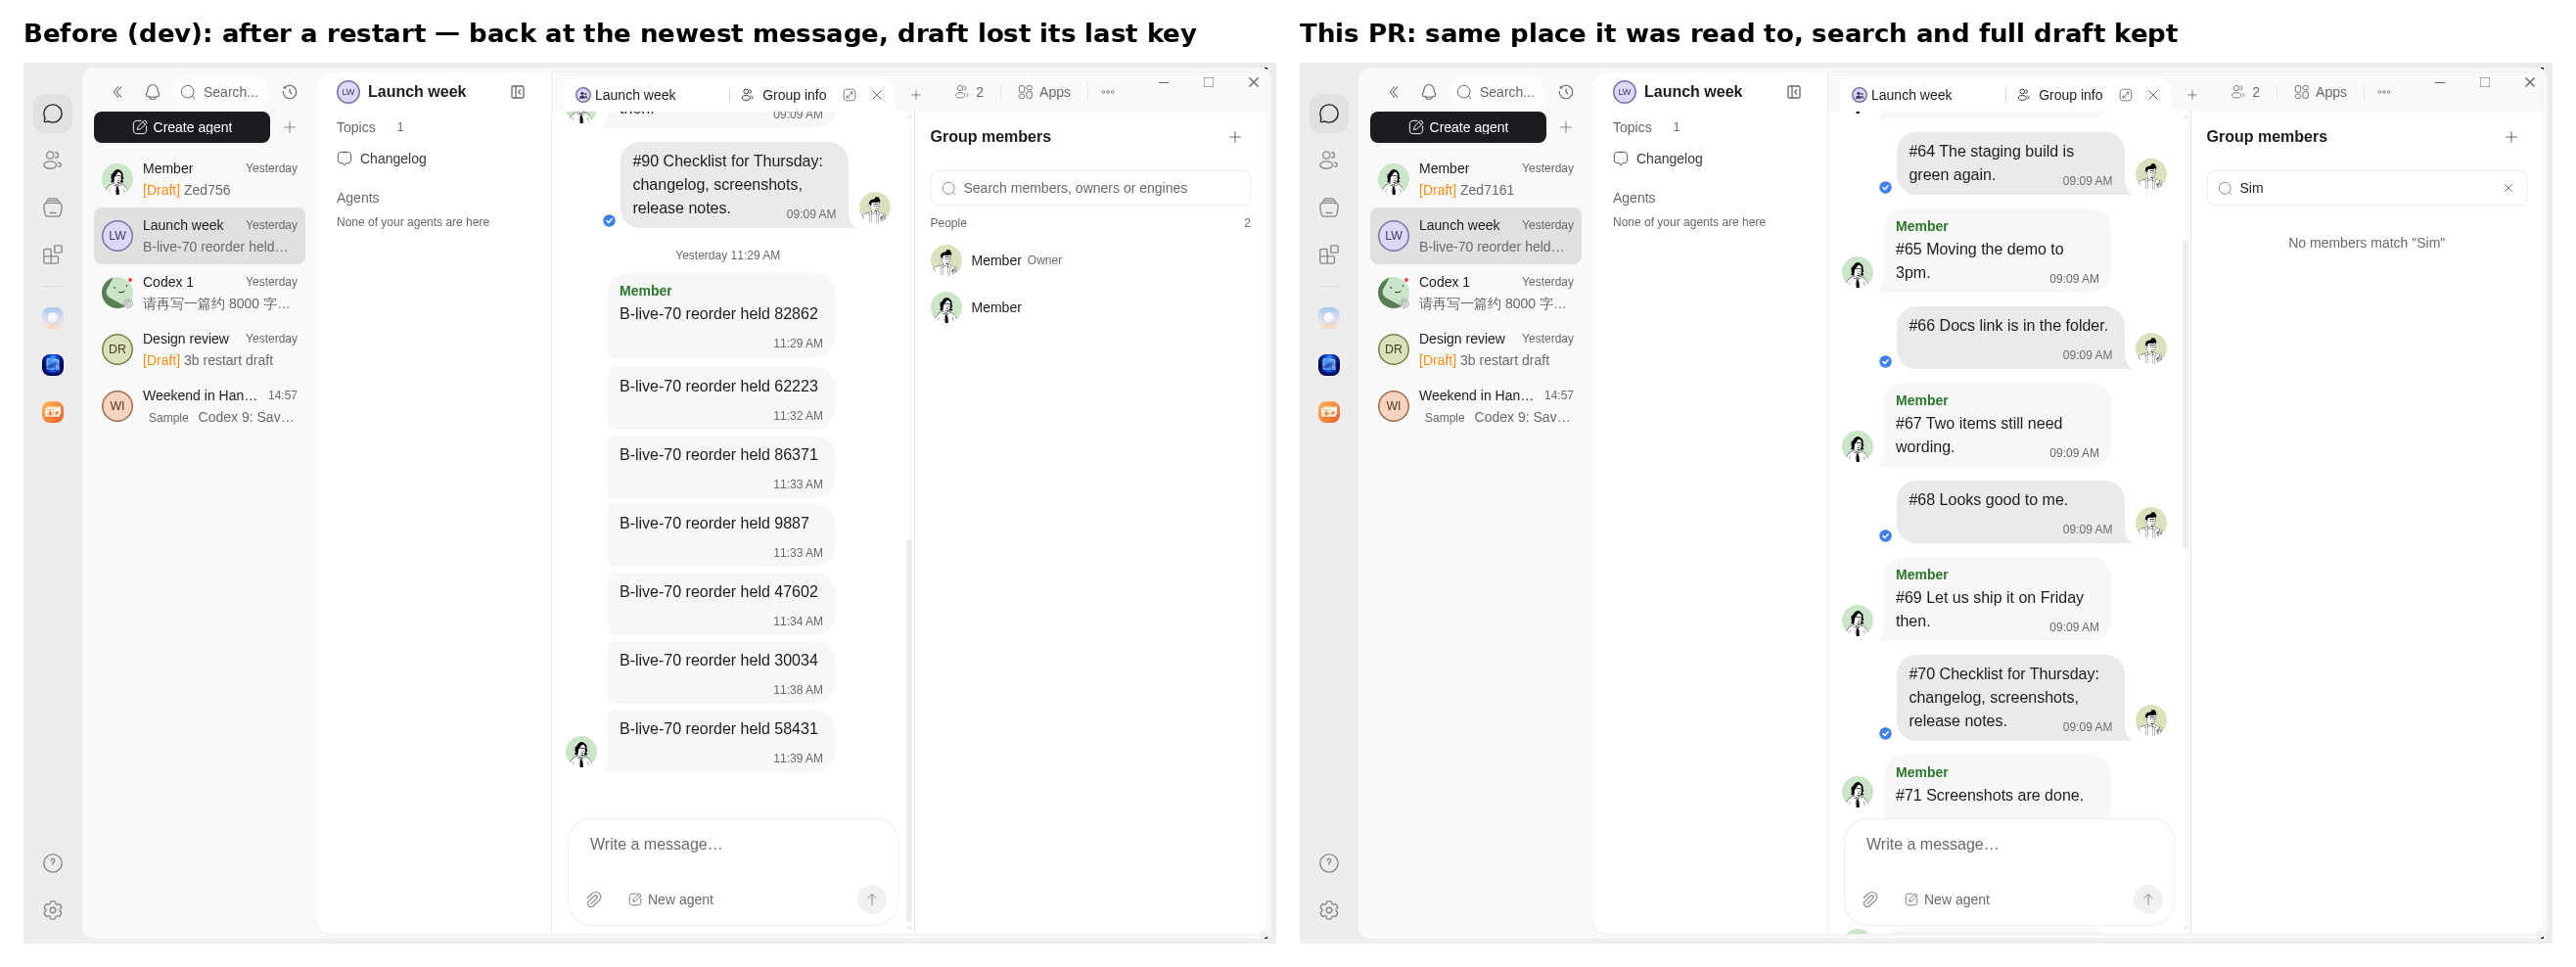 Before (dev): after a restart — back at the newest message, draft lost its last key
Search...
Create agent
Member
Yesterday
[Draft] Zed756
LW
Launch week
Yesterday
B-live-70 reorder held…
Codex 1
Yesterday
请再写一篇约 8000 字…
DR
Design review
Yesterday
[Draft] 3b restart draft
WI
Weekend in Han…
14:57
Sample
Codex 9: Sav…
LW
Launch week
Topics
1
Changelog
Agents
None of your agents are here
Launch week
Group info
2
Apps
09:09 AM
#90 Checklist for Thursday:
changelog, screenshots,
release notes.
09:09 AM
Yesterday 11:29 AM
Member
B-live-70 reorder held 82862
11:29 AM
B-live-70 reorder held 62223
11:32 AM
B-live-70 reorder held 86371
11:33 AM
B-live-70 reorder held 9887
11:33 AM
B-live-70 reorder held 47602
11:34 AM
B-live-70 reorder held 30034
11:38 AM
B-live-70 reorder held 58431
11:39 AM
Write a message…
New agent
Group members
Search members, owners or engines
People
2
Member Owner
Member
This PR: same place it was read to, search and full draft kept
Search...
Create agent
Member
Yesterday
[Draft] Zed7161
LW
Launch week
Yesterday
B-live-70 reorder held…
Codex 1
Yesterday
请再写一篇约 8000 字…
DR
Design review
Yesterday
[Draft] 3b restart draft
WI
Weekend in Han…
14:57
Sample
Codex 9: Sav…
LW
Launch week
Topics
1
Changelog
Agents
None of your agents are here
Launch week
Group info
2
Apps
#64 The staging build is
green again.
09:09 AM
Member
#65 Moving the demo to
3pm.
09:09 AM
#66 Docs link is in the folder.
09:09 AM
Member
#67 Two items still need
wording.
09:09 AM
#68 Looks good to me.
09:09 AM
Member
#69 Let us ship it on Friday
then.
09:09 AM
#70 Checklist for Thursday:
changelog, screenshots,
release notes.
09:09 AM
Member
#71 Screenshots are done.
Write a message…
New agent
Group members
Sim
No members match "Sim"